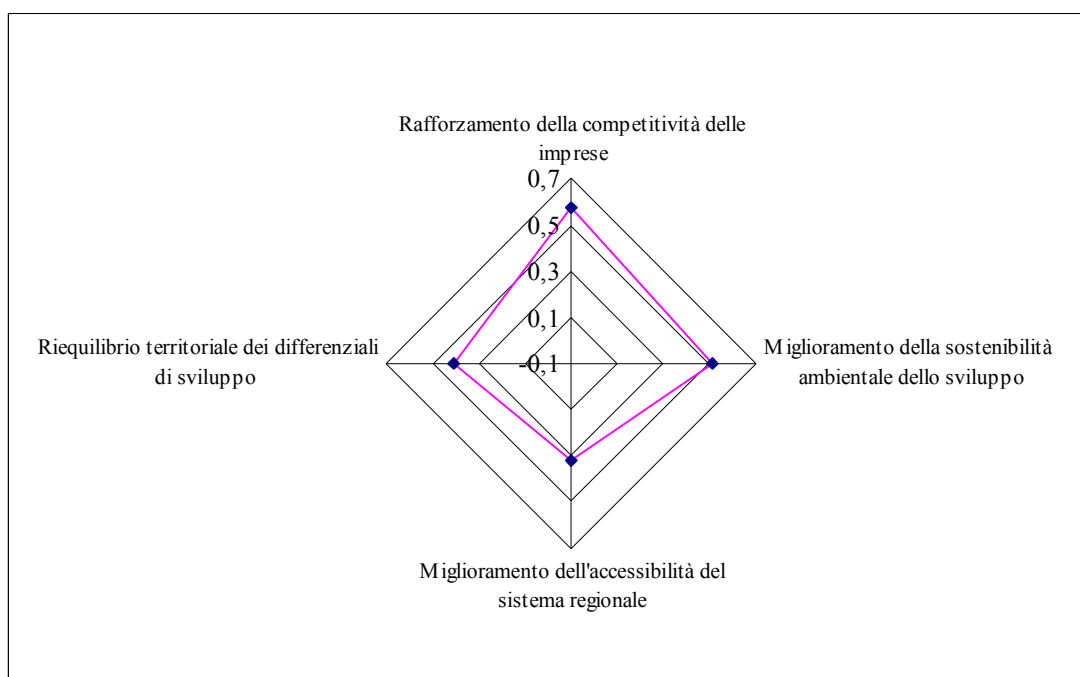 Rafforzamento della competitività delle
imprese
0,7
0,5
0,3
0,1
-0,1
Riequilibrio territoriale dei differenziali
di sviluppo
Miglioramento della sostenibilità
ambientale dello sviluppo
Miglioramento dell'accessibilità del
sistema regionale